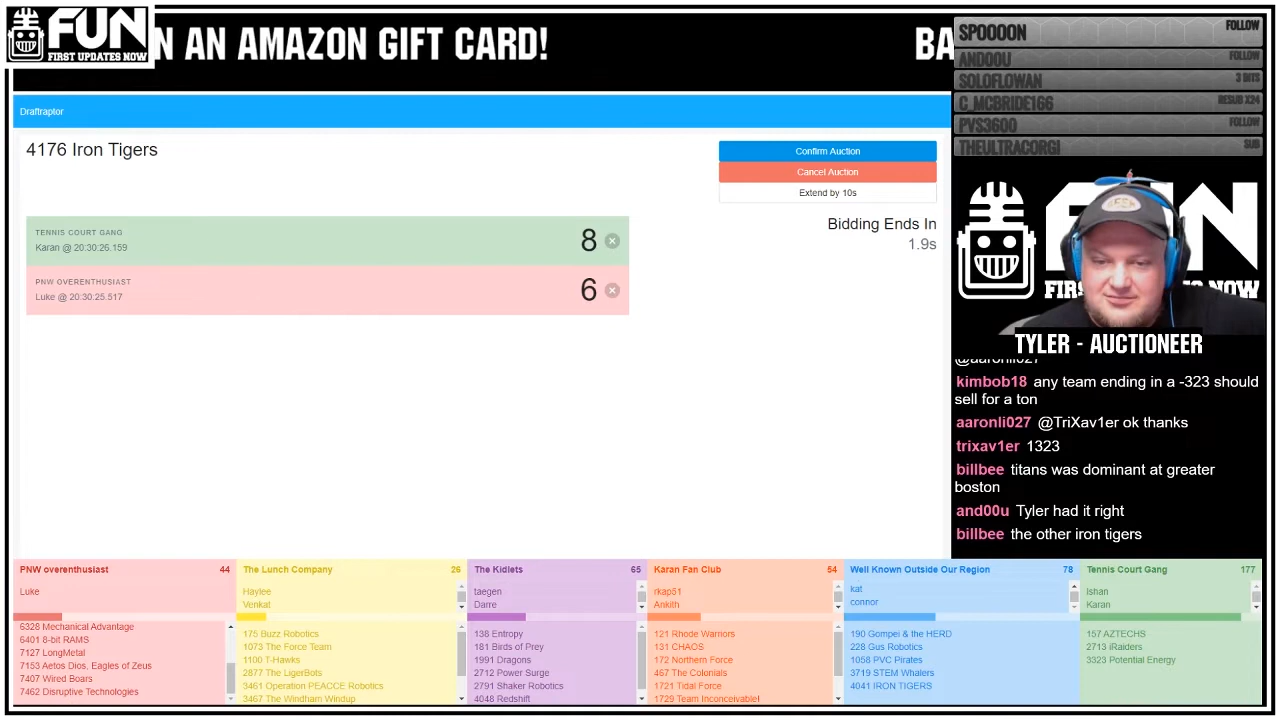 FUN
FIRST UPDATES NOW
N AN AMAZON GIFT CARD!
BA
SPOOOON
FOLLOW
AND00U
FOLLOW
SOLOFLOWAN
3 BITS
C_MCBRIDE166
RESUB X24
PVS3600
FOLLOW
THEULTRACORGI
SUB
Draftraptor
4176 Iron Tigers
Confirm Auction
Cancel Auction
Extend by 10s
Bidding Ends In
1.9s
TENNIS COURT GANG
Karan @ 20:30:26.159
8
PNW OVERENTHUSIAST
Luke @ 20:30:25.517
6
TYLER - AUCTIONEER
@aaronli027
kimbob18 any team ending in a -323 should
sell for a ton
aaronli027 @TriXav1er ok thanks
trixav1er 1323
billbee titans was dominant at greater
boston
and00u Tyler had it right
billbee the other iron tigers
PNW overenthusiast 44
Luke
6328 Mechanical Advantage
6401 8-bit RAMS
7127 LongMetal
7153 Aetos Dios, Eagles of Zeus
7407 Wired Boars
7462 Disruptive Technologies
The Lunch Company 26
Haylee
Venkat
175 Buzz Robotics
1073 The Force Team
1100 T-Hawks
2877 The LigerBots
3461 Operation PEACCE Robotics
3467 The Windham Windup
The Kidlets 65
taegen
Darre
138 Entropy
181 Birds of Prey
1991 Dragons
2712 Power Surge
2791 Shaker Robotics
4048 Redshift
Karan Fan Club 54
rkap51
Ankith
121 Rhode Warriors
131 CHAOS
172 Northern Force
467 The Colonials
1721 Tidal Force
1729 Team Inconceivable!
Well Known Outside Our Region 78
kat
connor
190 Gompei & the HERD
228 Gus Robotics
1058 PVC Pirates
3719 STEM Whalers
4041 IRON TIGERS
Tennis Court Gang 177
Ishan
Karan
157 AZTECHS
2713 iRaiders
3323 Potential Energy